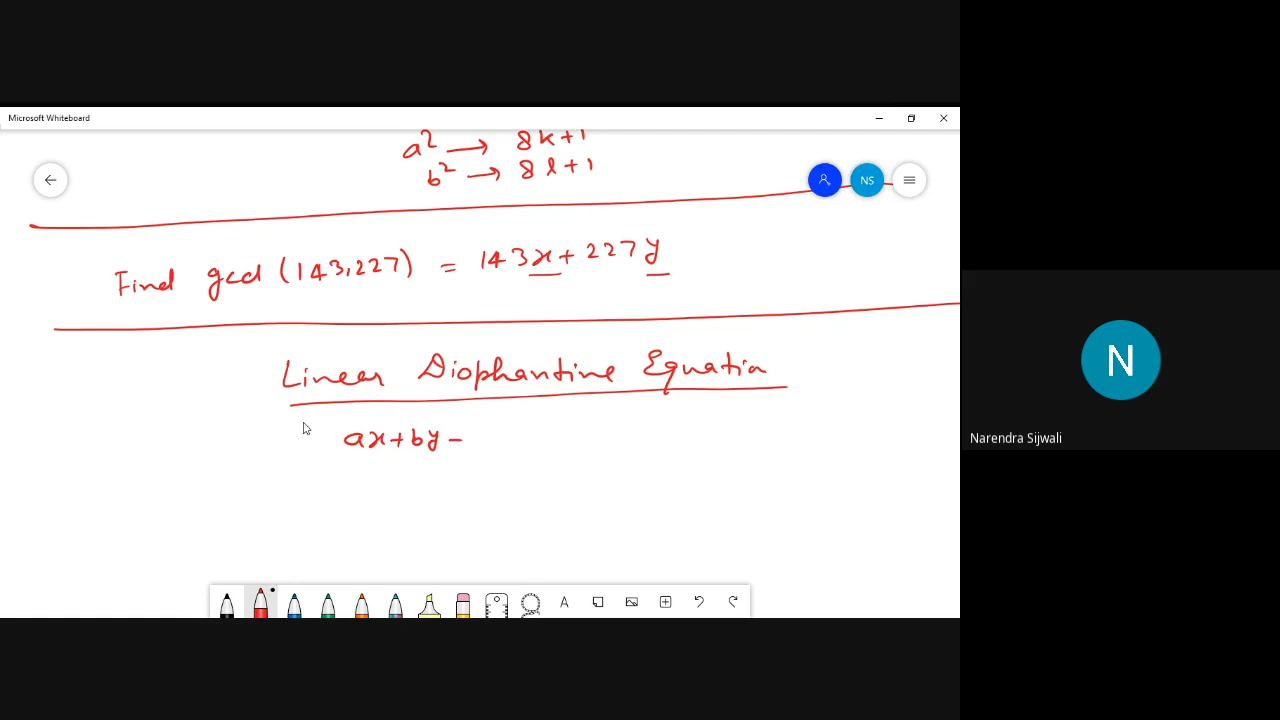 Microsoft Whiteboard
a² → 8k+1
b² → 8l+1
NS
Find gcd (143,227) = 143x + 227y
Linear Diophantine Equatin
ax+by -
N
Narendra Sijwali
A